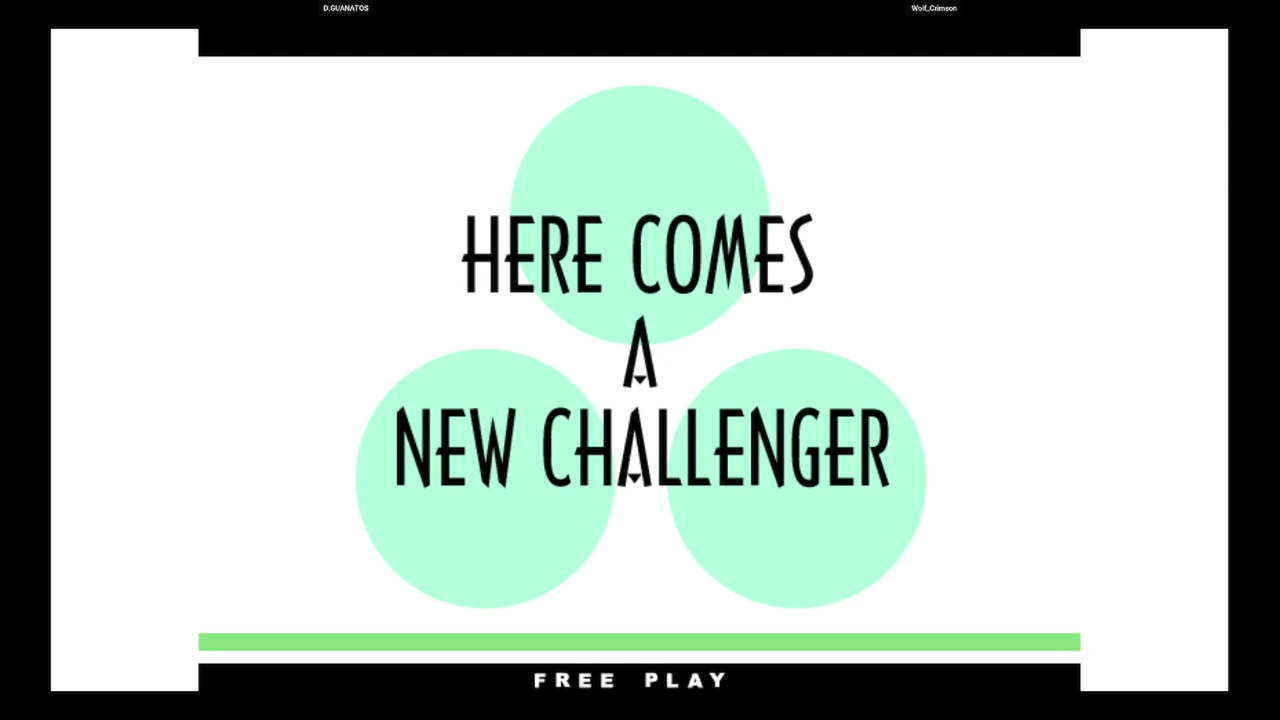 D.GUANATOS
Wolf_Crimson
HERE COMES
A
NEW CHALLENGER
FREE PLAY